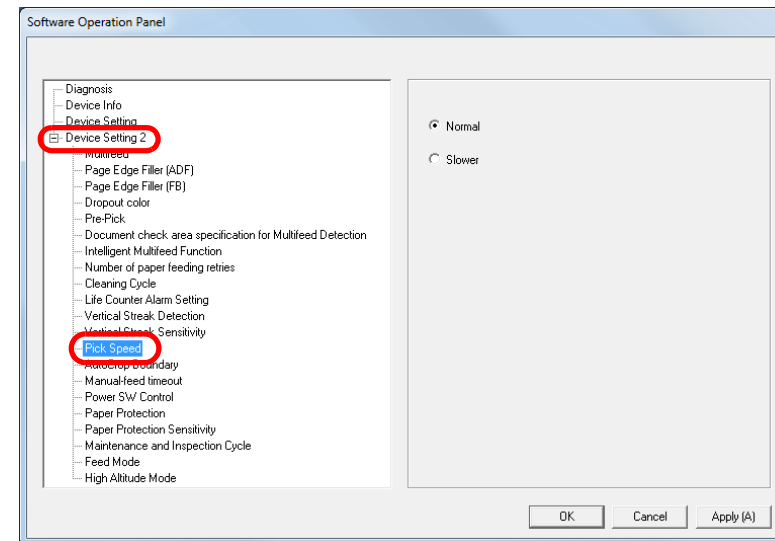 Software Operation Panel
Diagnosis
Device Info
Device Setting
Device Setting 2
Multifeed
Page Edge Filler (ADF)
Page Edge Filler (FB)
Dropout color
Pre-Pick
Document check area specification for Multifeed Detection
Intelligent Multifeed Function
Number of paper feeding retries
Cleaning Cycle
Life Counter Alarm Setting
Vertical Streak Detection
Vertical Streak Sensitivity
Pick Speed
AutoCrop Boundary
Manual-feed timeout
Power SW Control
Paper Protection
Paper Protection Sensitivity
Maintenance and Inspection Cycle
Feed Mode
High Altitude Mode
Normal
Slower
OK Cancel Apply (A)